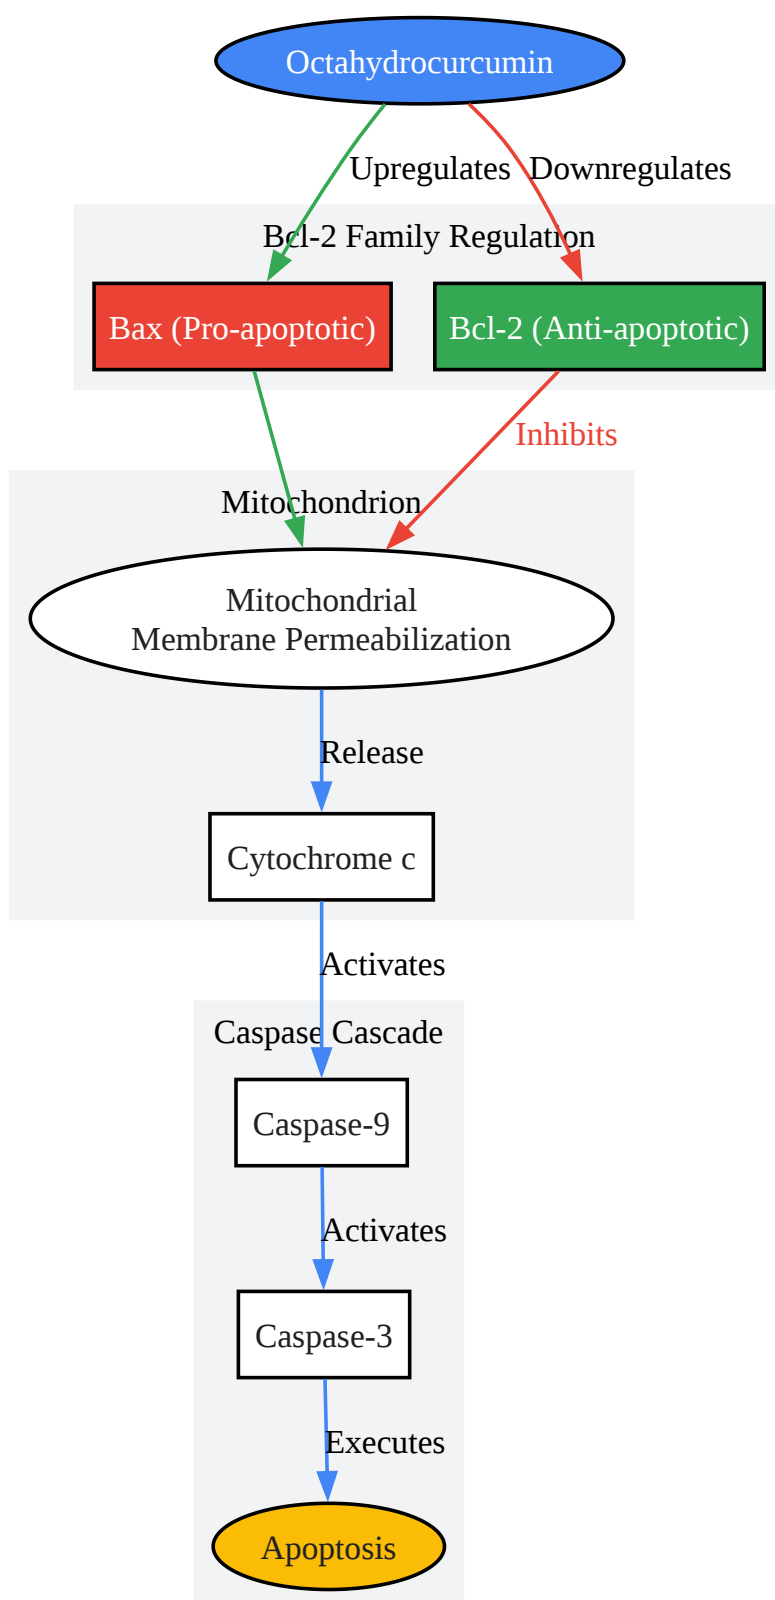 Octahydrocurcumin
Upregulates
Downregulates
Bcl-2 Family Regulation
Bax (Pro-apoptotic)
Bcl-2 (Anti-apoptotic)
Inhibits
Mitochondrion
Mitochondrial
Membrane Permeabilization
Release
Cytochrome c
Activates
Caspase Cascade
Caspase-9
Activates
Caspase-3
Executes
Apoptosis